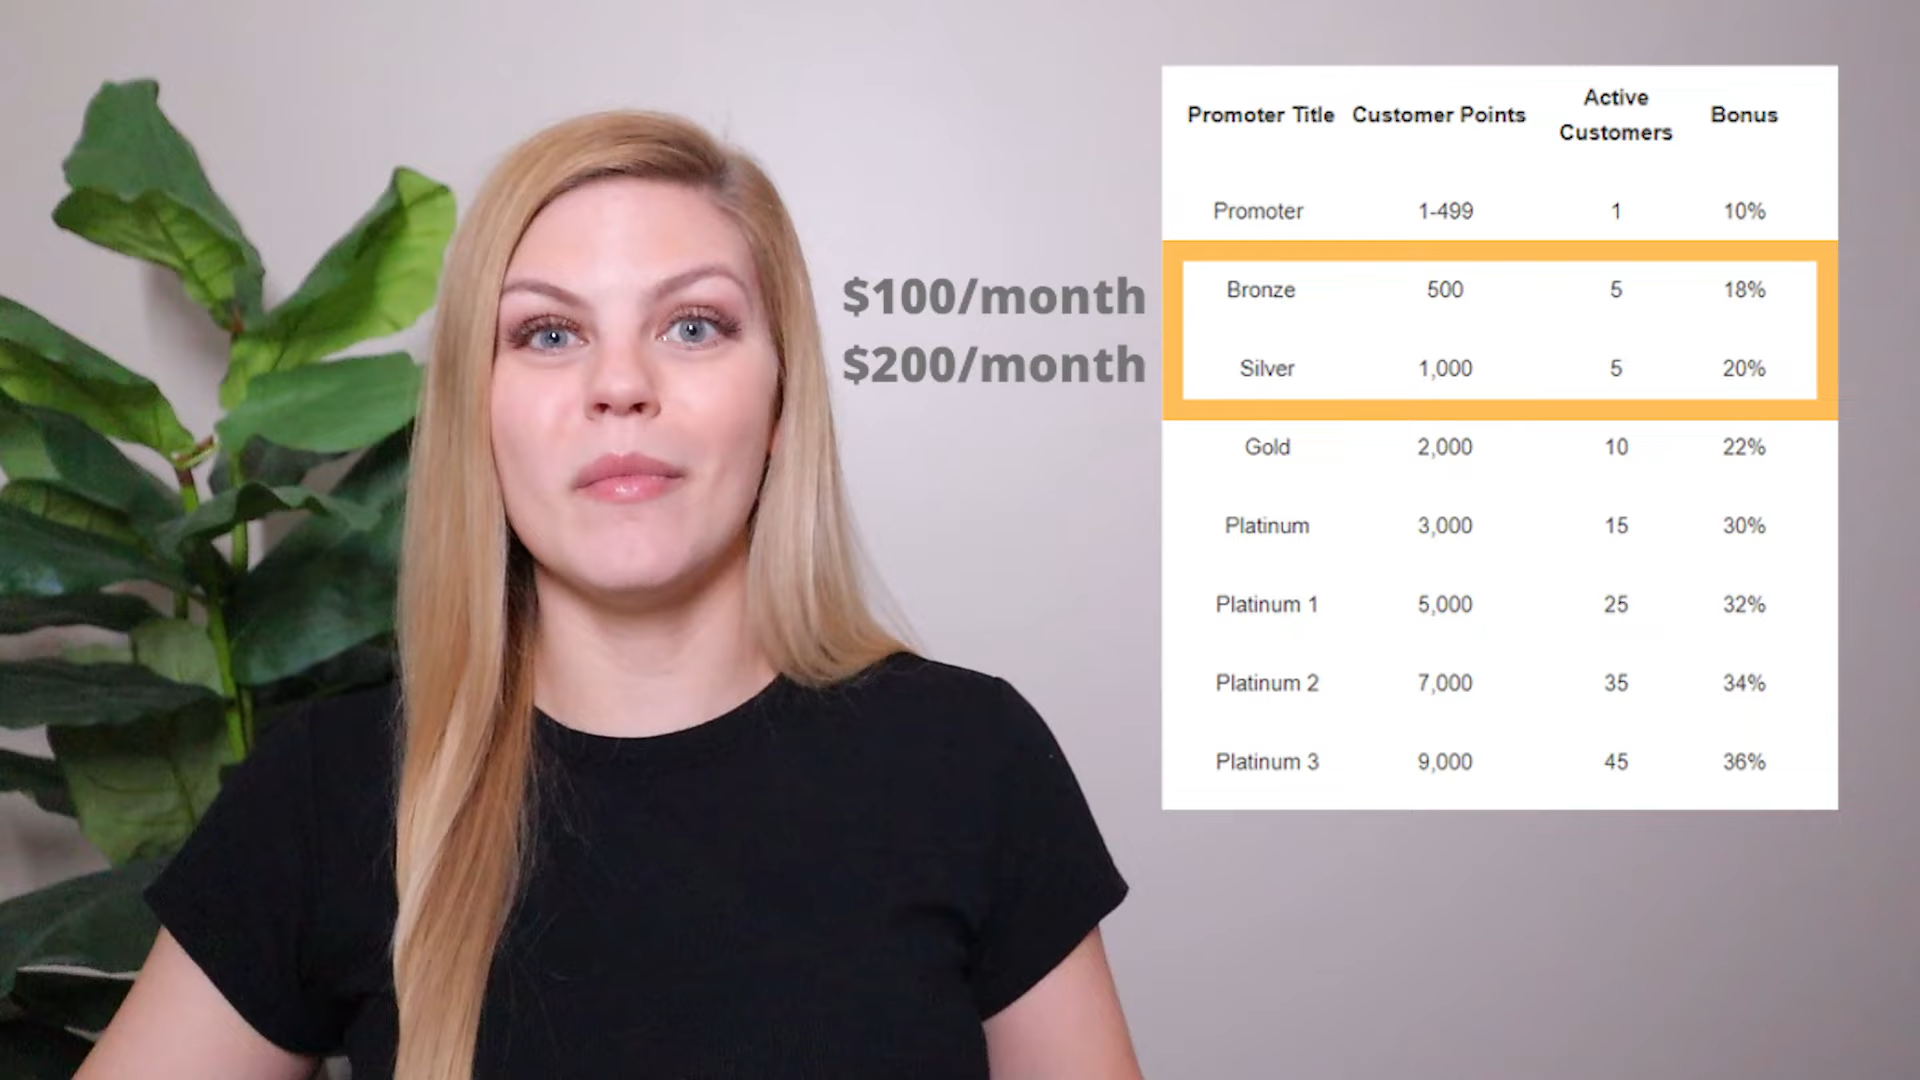 $100/month
$200/month
Promoter Title Customer Points Active Customers Bonus
Promoter 1-499 1 10%
Bronze 500 5 18%
Silver 1,000 5 20%
Gold 2,000 10 22%
Platinum 3,000 15 30%
Platinum 1 5,000 25 32%
Platinum 2 7,000 35 34%
Platinum 3 9,000 45 36%